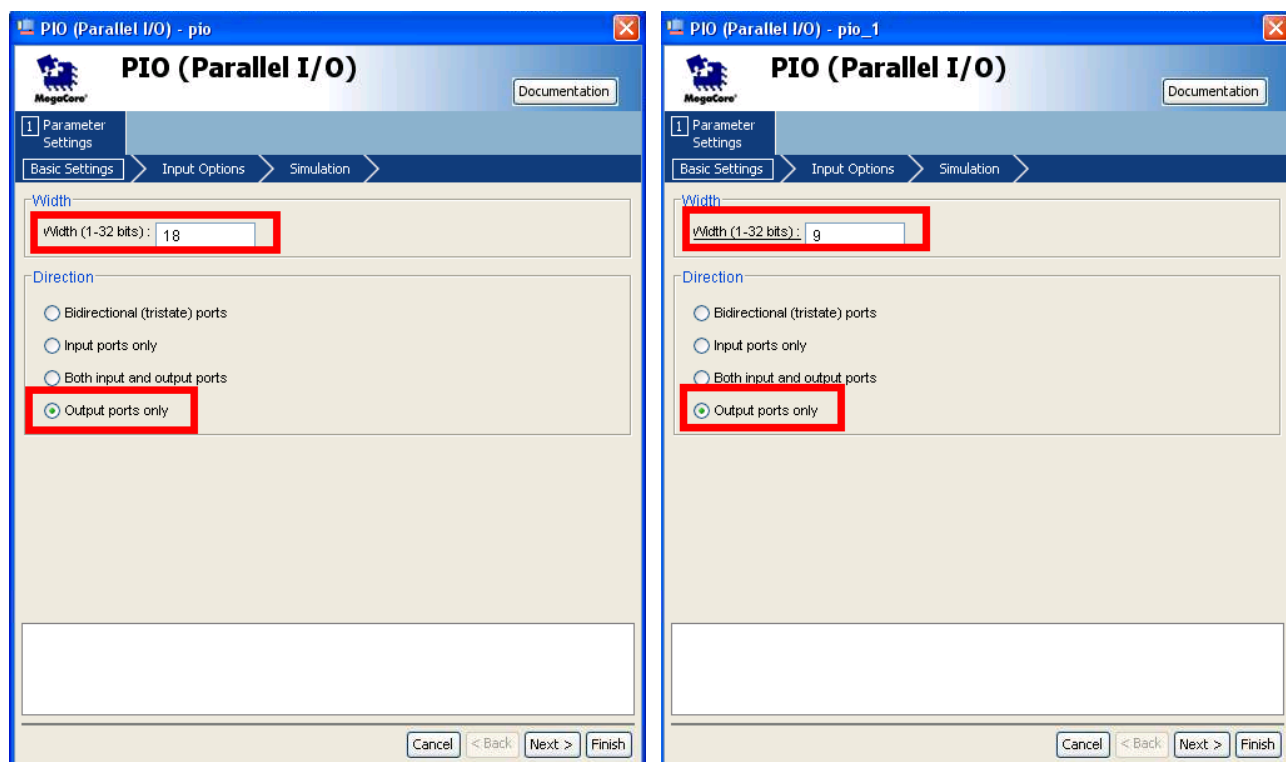 PIO (Parallel I/O) - pio
PIO (Parallel I/O)
MegaCore®
Documentation
1 Parameter
Settings
Basic Settings
Input Options
Simulation
Width
Width (1-32 bits) :
18
Direction
Bidirectional (tristate) ports
Input ports only
Both input and output ports
Output ports only
Cancel
< Back
Next >
Finish
PIO (Parallel I/O) - pio_1
PIO (Parallel I/O)
MegaCore®
Documentation
1 Parameter
Settings
Basic Settings
Input Options
Simulation
Width
Width (1-32 bits) :
9
Direction
Bidirectional (tristate) ports
Input ports only
Both input and output ports
Output ports only
Cancel
< Back
Next >
Finish